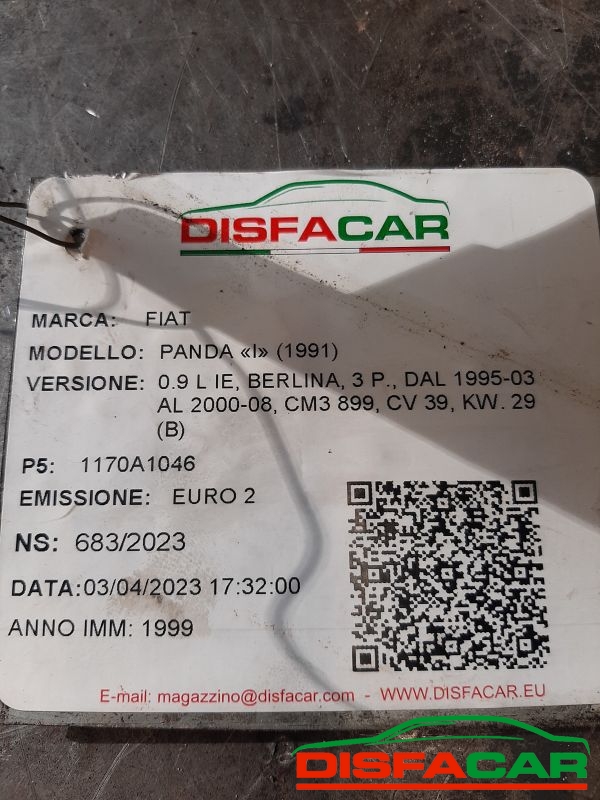 DISFACAR
MARCA: FIAT
MODELLO: PANDA «I» (1991)
VERSIONE: 0.9 L IE, BERLINA, 3 P., DAL 1995-03
AL 2000-08, CM3 899, CV 39, KW. 29
(B)
P5: 1170A1046
EMISSIONE: EURO 2
NS: 683/2023
DATA:03/04/2023 17:32:00
ANNO IMM: 1999
E-mail: magazzino@disfacar.com - WWW.DISFACAR.EU
DISFACAR